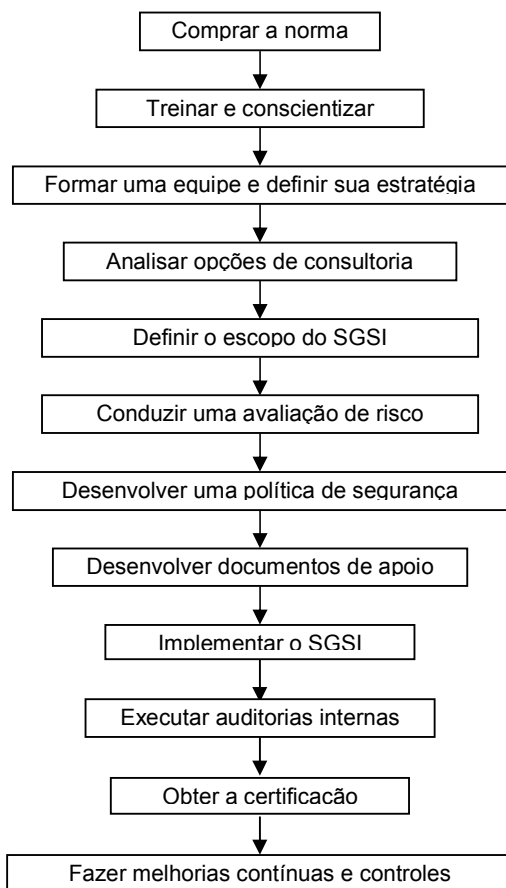 Comprar a norma
Treinar e conscientizar
Formar uma equipe e definir sua estratégia
Analisar opções de consultoria
Definir o escopo do SGSI
Conduzir uma avaliação de risco
Desenvolver uma política de segurança
Desenvolver documentos de apoio
Implementar o SGSI
Executar auditorias internas
Obter a certificação
Fazer melhorias contínuas e controles